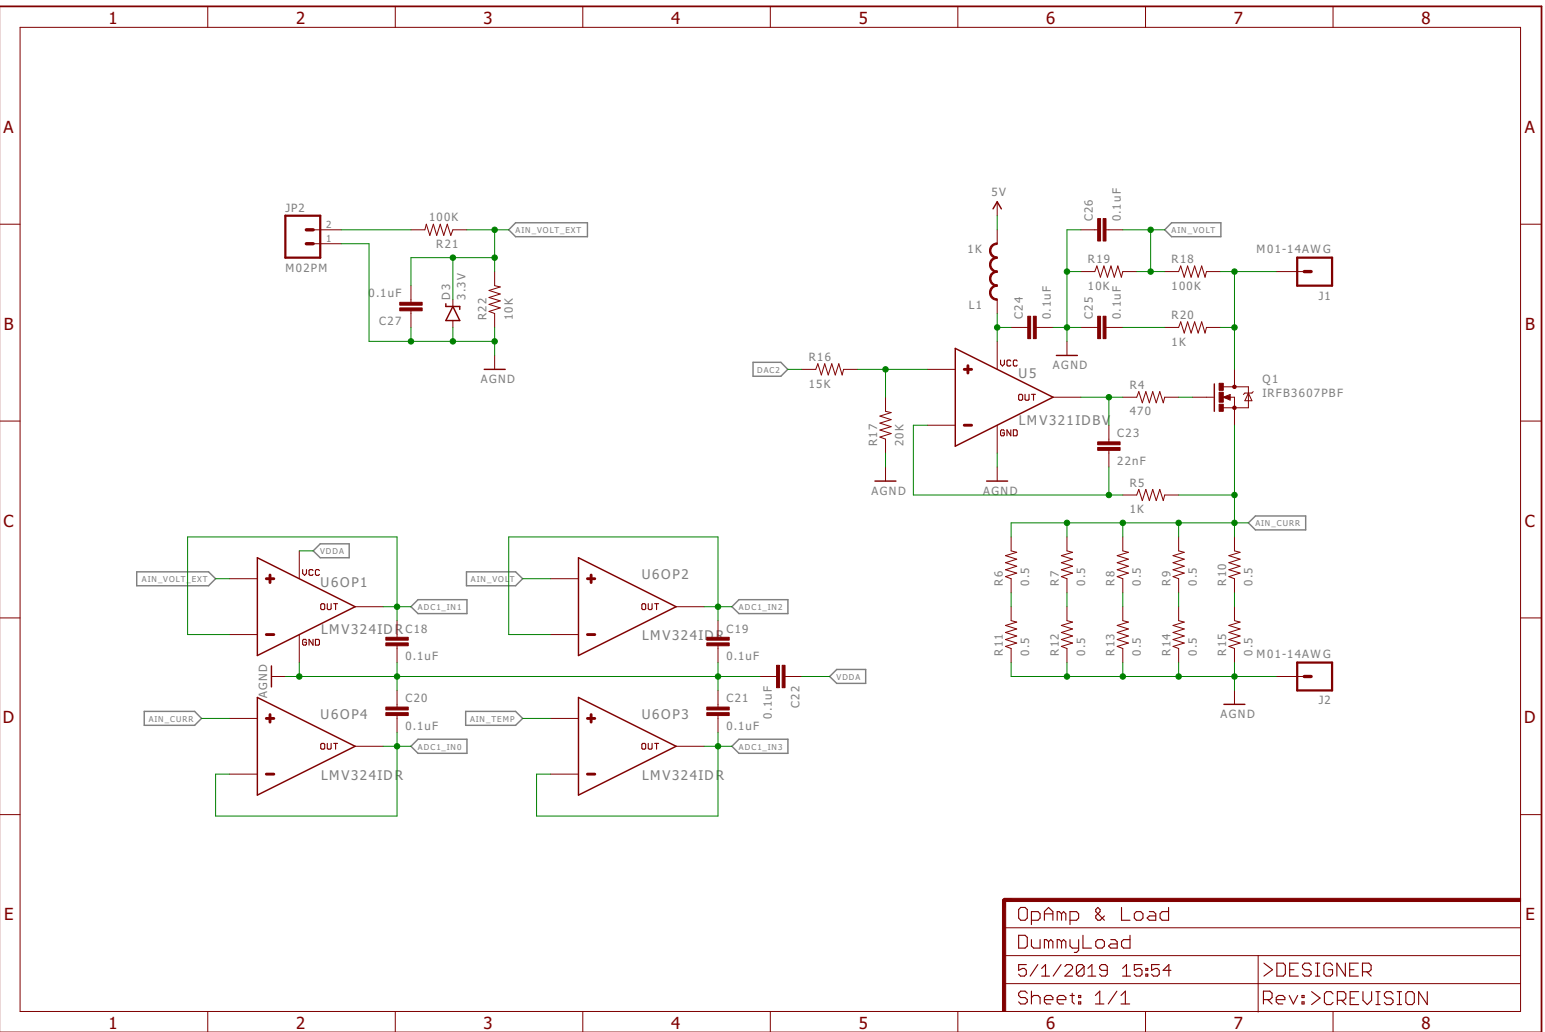 1 2 3 4 5 6 7 8
A A
5V
C26
0.1uF
JP2
2
1
M02PM
100K
R21
AIN_VOLT_EXT
AIN_VOLT
M01-14AWG
J1
1K
L1
R19
10K
R18
100K
0.1uF
C27
D3
3.3V
R22
10K
C24
0.1uF
C25
0.1uF
R20
1K
B B
AGND
AGND
DAC2
R16
15K
VCC
U5
+
OUT
-
GND
LMV321IDBV
R4
470
Q1
IRFB3607PBF
R17
20K
C23
22nF
AGND
AGND
R5
1K
C C
AIN_CURR
VDDA
AIN_VOLT_EXT
+
VCC
U6OP1
OUT
-
GND
LMV324IDR
ADC1_IN1
C18
0.1uF
AIN_VOLT
+
U6OP2
OUT
-
LMV324IDR
ADC1_IN2
C19
0.1uF
R6
0.5
R7
0.5
R8
0.5
R9
0.5
R10
0.5
R11
0.5
R12
0.5
R13
0.5
R14
0.5
R15
0.5
M01-14AWG
J2
AGND
AGND
0.1uF
C22
VDDA
D D
AIN_CURR
+
U6OP4
OUT
-
LMV324IDR
C20
0.1uF
ADC1_IN0
AIN_TEMP
+
U6OP3
OUT
-
LMV324IDR
C21
0.1uF
ADC1_IN3
E E
OpAmp & Load
DummyLoad
5/1/2019 15:54 >DESIGNER
Sheet: 1/1 Rev:>CREVISION
1 2 3 4 5 6 7 8